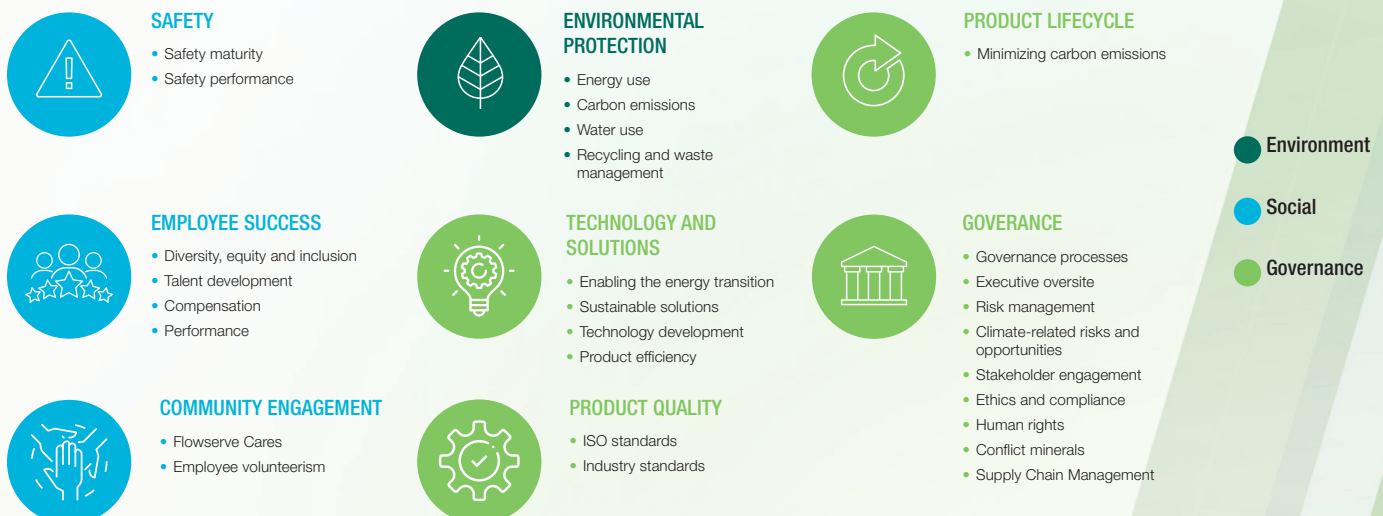 SAFETY
• Safety maturity
• Safety performance
ENVIRONMENTAL
PROTECTION
• Energy use
• Carbon emissions
• Water use
• Recycling and waste
management
PRODUCT LIFECYCLE
• Minimizing carbon emissions
EMPLOYEE SUCCESS
• Diversity, equity and inclusion
• Talent development
• Compensation
• Performance
TECHNOLOGY AND
SOLUTIONS
• Enabling the energy transition
• Sustainable solutions
• Technology development
• Product efficiency
GOVERANCE
• Governance processes
• Executive oversite
• Risk management
• Climate-related risks and
opportunities
• Stakeholder engagement
• Ethics and compliance
• Human rights
• Conflict minerals
• Supply Chain Management
COMMUNITY ENGAGEMENT
• Flowserve Cares
• Employee volunteerism
PRODUCT QUALITY
• ISO standards
• Industry standards
Environment
Social
Governance